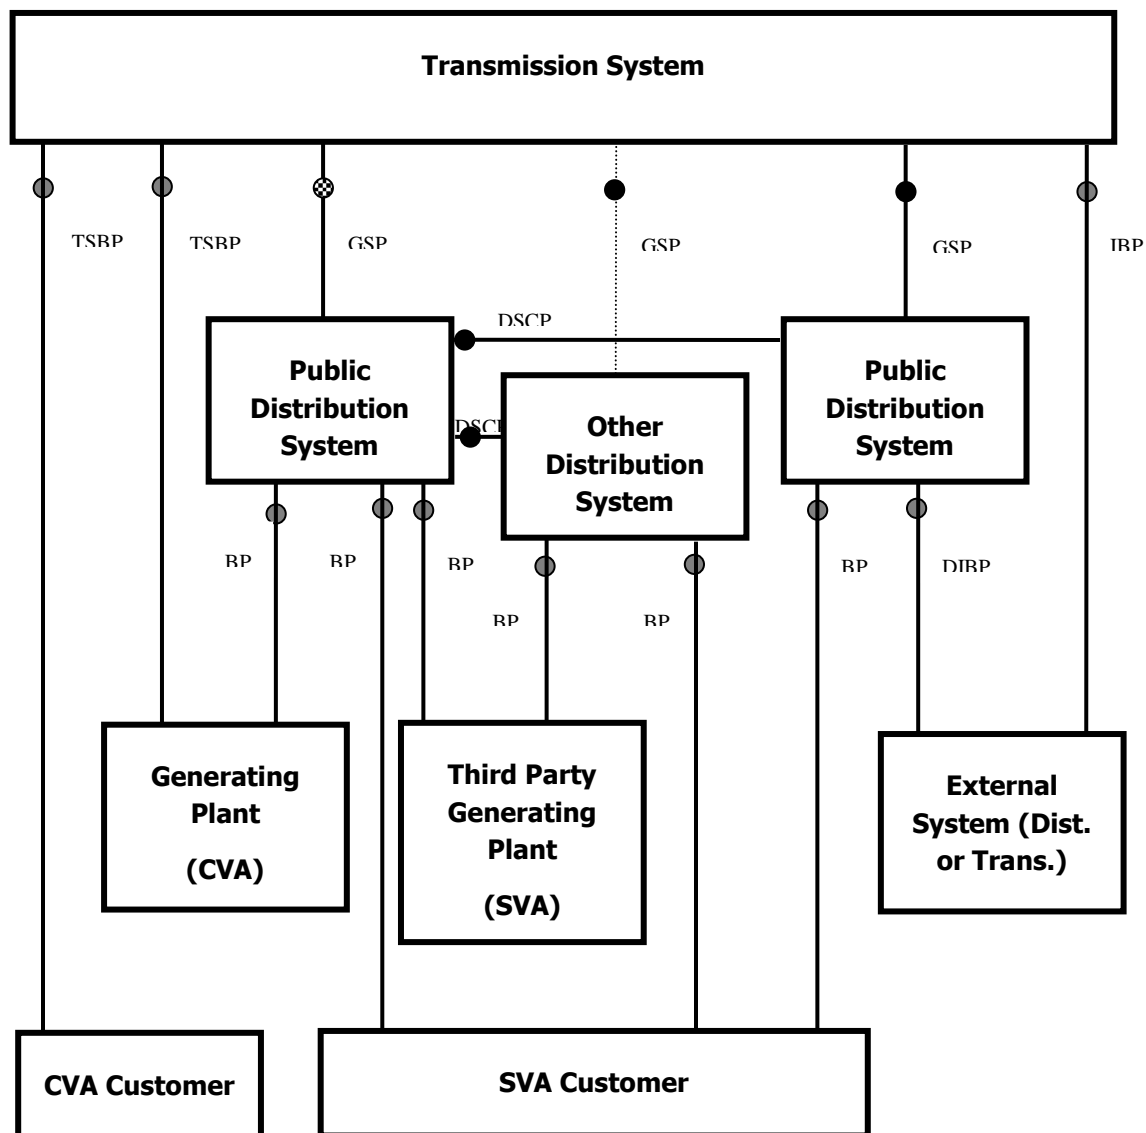 Transmission System
TSBP
TSBP
GSP
GSP
GSP
IBP
DSCP
Public
Distribution
System
DSCP
Other
Distribution
System
Public
Distribution
System
BP
BP
BP
BP
DIBP
BP
BP
Generating
Plant
(CVA)
Third Party
Generating
Plant
(SVA)
External
System (Dist.
or Trans.)
CVA Customer
SVA Customer